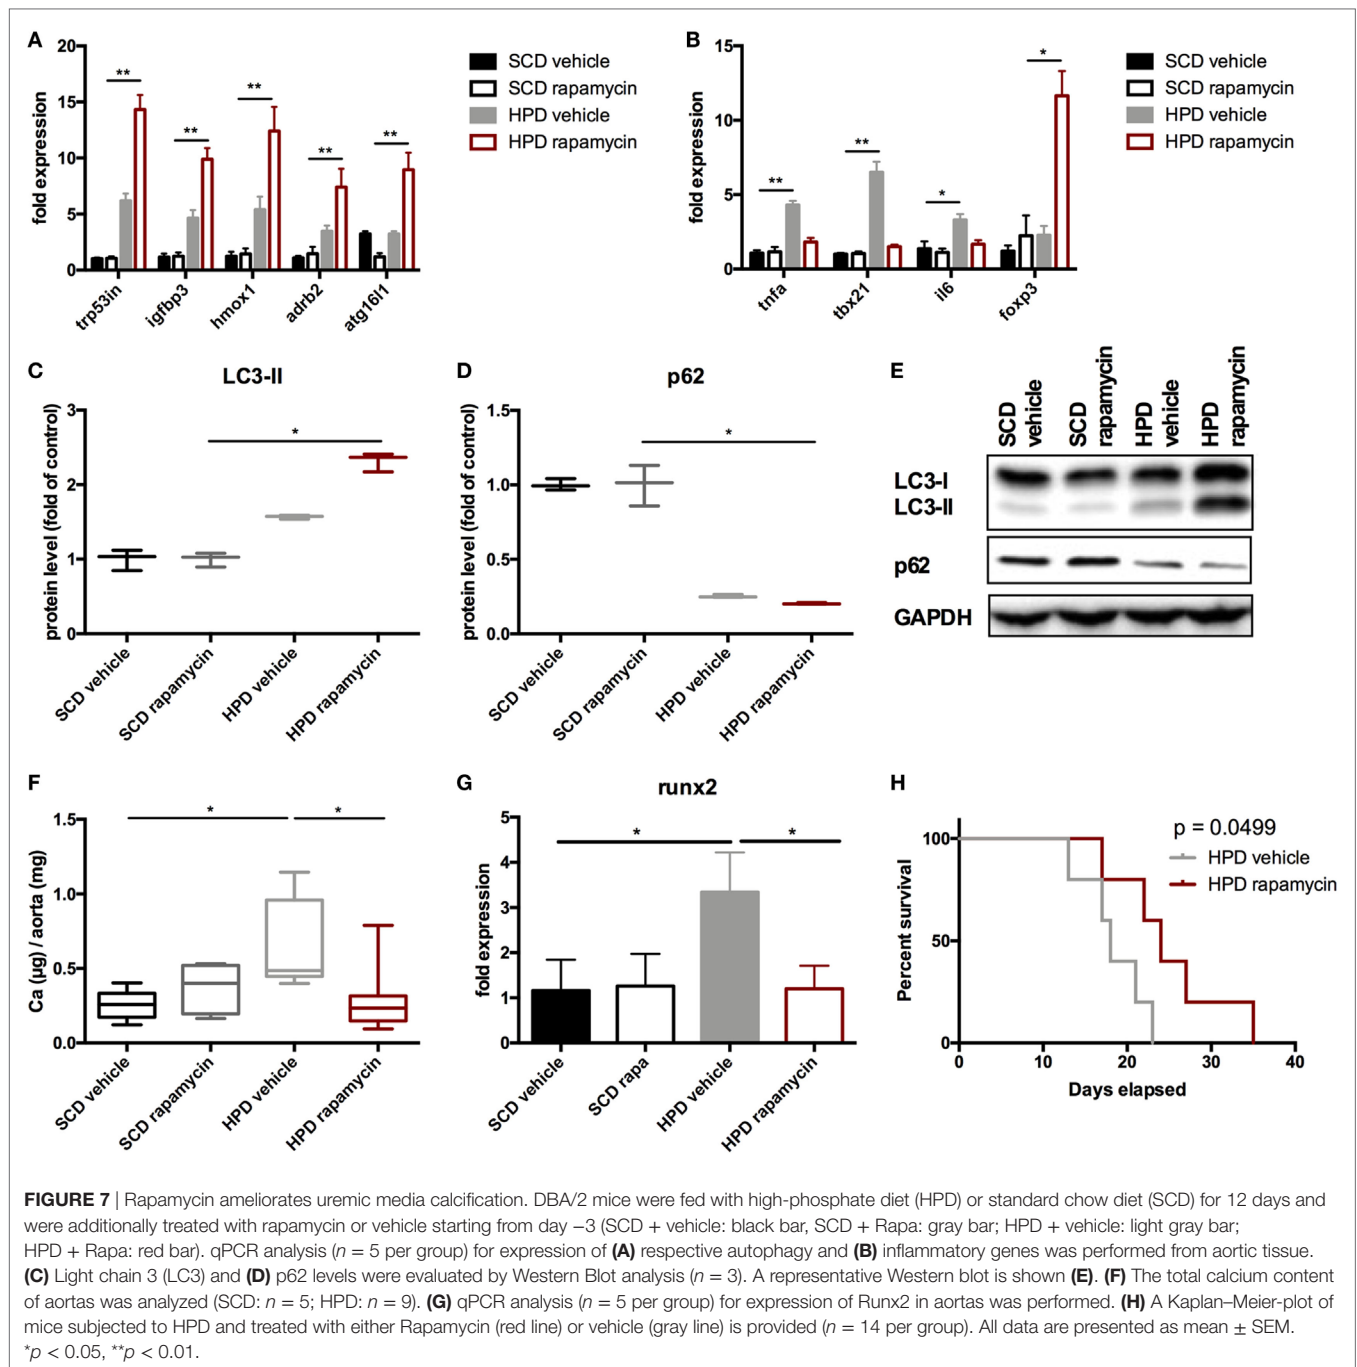 A
20
15
10
5
0
fold expression
**
**
**
**
**
trp53in
igfbp3
hmox1
adrb2
atg16l1
SCD vehicle
SCD rapamycin
HPD vehicle
HPD rapamycin
B
15
10
5
0
fold expression
**
**
*
*
tnfa
tbx21
il6
foxp3
SCD vehicle
SCD rapamycin
HPD vehicle
HPD rapamycin
C
LC3-II
protein level (fold of control)
3
2
1
0
*
SCD vehicle
SCD rapamycin
HPD vehicle
HPD rapamycin
D
p62
protein level (fold of control)
1.5
1.0
0.5
0.0
*
SCD vehicle
SCD rapamycin
HPD vehicle
HPD rapamycin
E
SCD
vehicle
SCD
rapamycin
HPD
vehicle
HPD
rapamycin
LC3-I
LC3-II
p62
GAPDH
F
Ca (µg) / aorta (mg)
1.5
1.0
0.5
0.0
*
*
SCD vehicle
SCD rapamycin
HPD vehicle
HPD rapamycin
G
runx2
fold expression
5
4
3
2
1
0
*
*
SCD vehicle
SCD rapa
HPD vehicle
HPD rapamycin
H
Percent survival
100
50
0
p = 0.0499
HPD vehicle
HPD rapamycin
0
10
20
30
40
Days elapsed
FIGURE 7 | Rapamycin ameliorates uremic media calcification. DBA/2 mice were fed with high-phosphate diet (HPD) or standard chow diet (SCD) for 12 days and
were additionally treated with rapamycin or vehicle starting from day −3 (SCD + vehicle: black bar, SCD + Rapa: gray bar; HPD + vehicle: light gray bar;
HPD + Rapa: red bar). qPCR analysis (n = 5 per group) for expression of (A) respective autophagy and (B) inflammatory genes was performed from aortic tissue.
(C) Light chain 3 (LC3) and (D) p62 levels were evaluated by Western Blot analysis (n = 3). A representative Western blot is shown (E). (F) The total calcium content
of aortas was analyzed (SCD: n = 5; HPD: n = 9). (G) qPCR analysis (n = 5 per group) for expression of Runx2 in aortas was performed. (H) A Kaplan–Meier-plot of
mice subjected to HPD and treated with either Rapamycin (red line) or vehicle (gray line) is provided (n = 14 per group). All data are presented as mean ± SEM.
*p < 0.05, **p < 0.01.